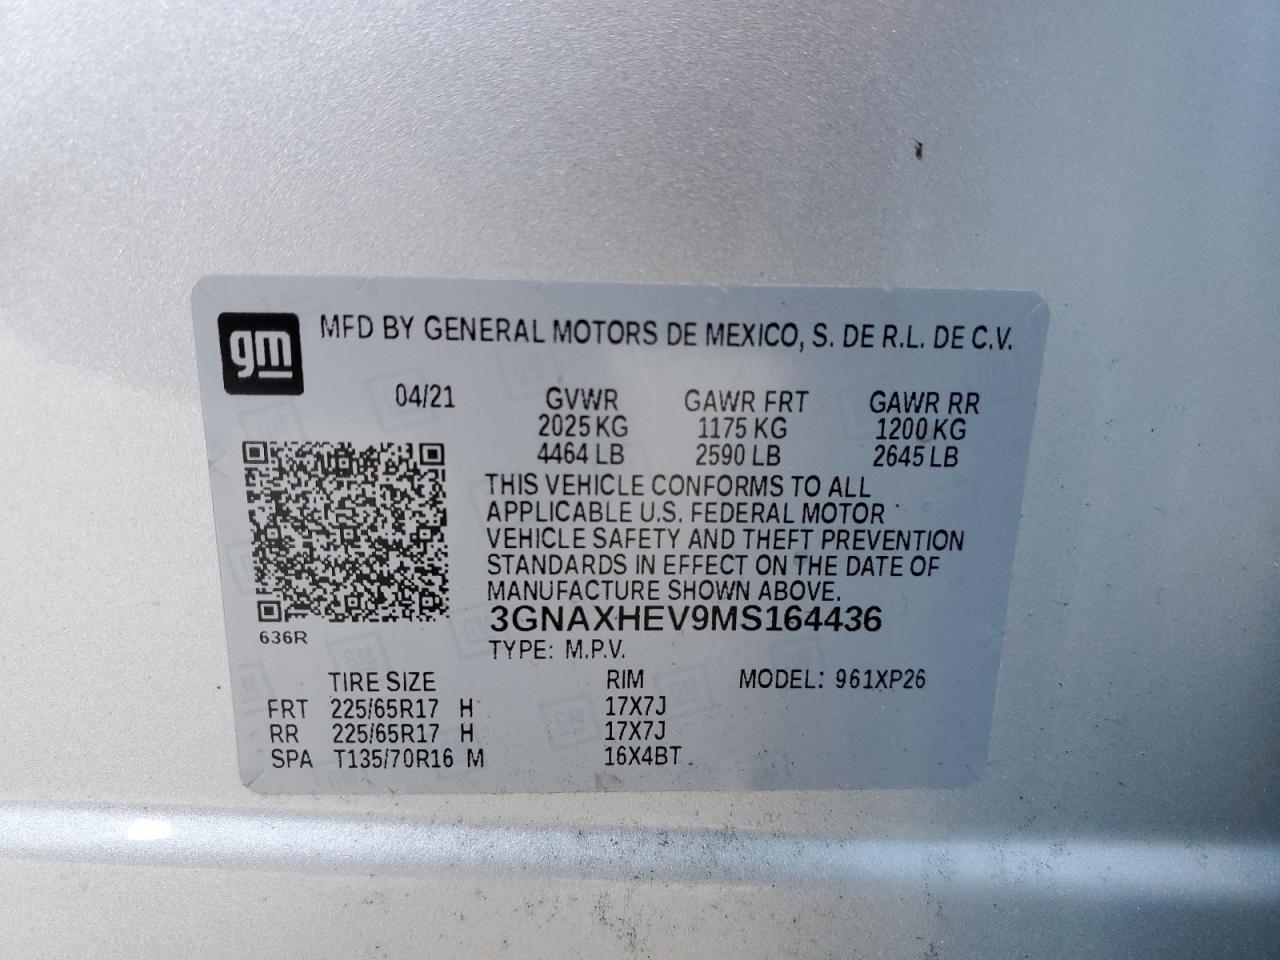 gm
MFD BY GENERAL MOTORS DE MEXICO, S. DE R.L. DE C.V.
04/21 GVWR GAWR FRT GAWR RR
2025 KG 1175 KG 1200 KG
4464 LB 2590 LB 2645 LB
THIS VEHICLE CONFORMS TO ALL
APPLICABLE U.S. FEDERAL MOTOR
VEHICLE SAFETY AND THEFT PREVENTION
STANDARDS IN EFFECT ON THE DATE OF
MANUFACTURE SHOWN ABOVE.
3GNAXHEV9MS164436
636R
TYPE: M.P.V.
TIRE SIZE RIM MODEL: 961XP26
FRT 225/65R17 H 17X7J
RR 225/65R17 H 17X7J
SPA T135/70R16 M 16X4BT